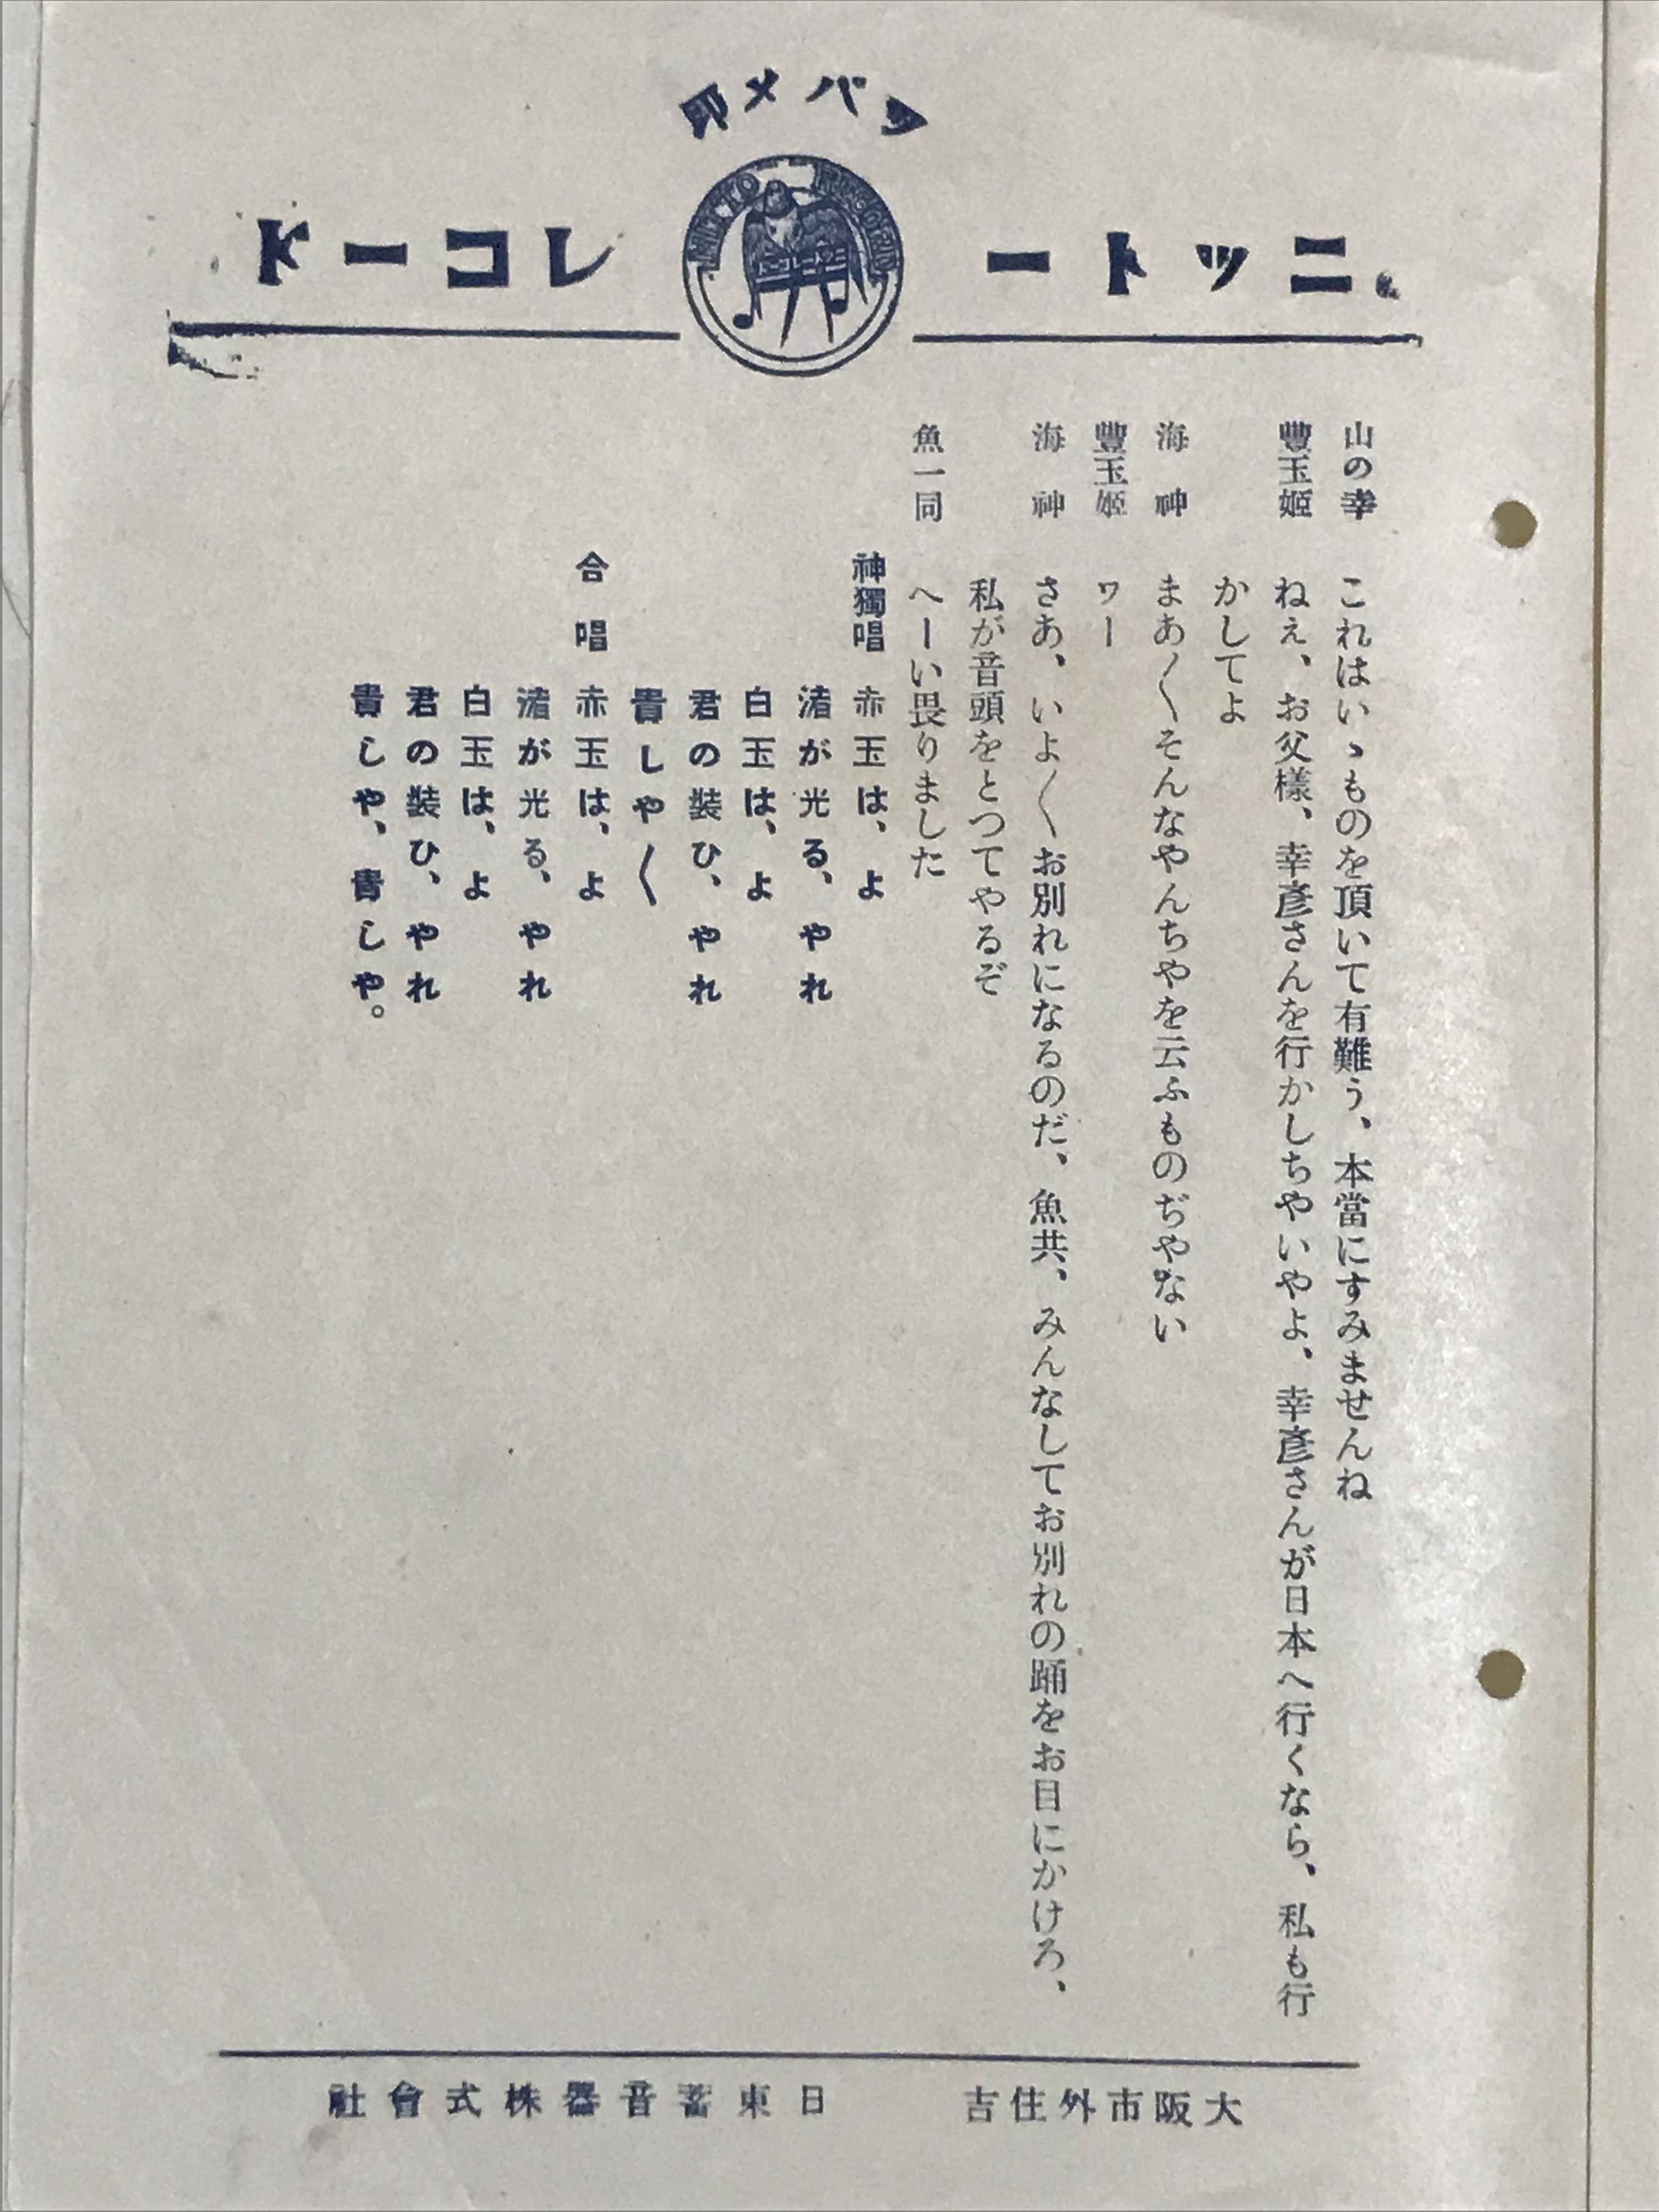 ツバメ印
ニットー
レコード
NITTO RECORD
ニットーレコード
山の幸　これはいゝものを頂いて有難う、本當にすみませんね
豐玉姬　ねぇ、お父樣、幸彥さんを行かしちやいやよ、幸彥さんが日本へ行くなら、私も行
かしてよ
海神　まあ〳〵そんなやんちやを云ふものぢやない
豐玉姬　ワー
海神　さあ、いよ〳〵お別れになるのだ、魚共、みんなしてお別れの踊をお目にかけろ、
私が音頭をとつてやるぞ
魚一同　へーい畏りました
神獨唱　赤玉は、よ
渚が光る、やれ
白玉は、よ
君の裝ひ、やれ
貴しや〳〵
合唱　赤玉は、よ
渚が光る、やれ
白玉は、よ
君の裝ひ、やれ
貴しや、貴しや。
大阪市外住吉
日東蓄音器株式會社